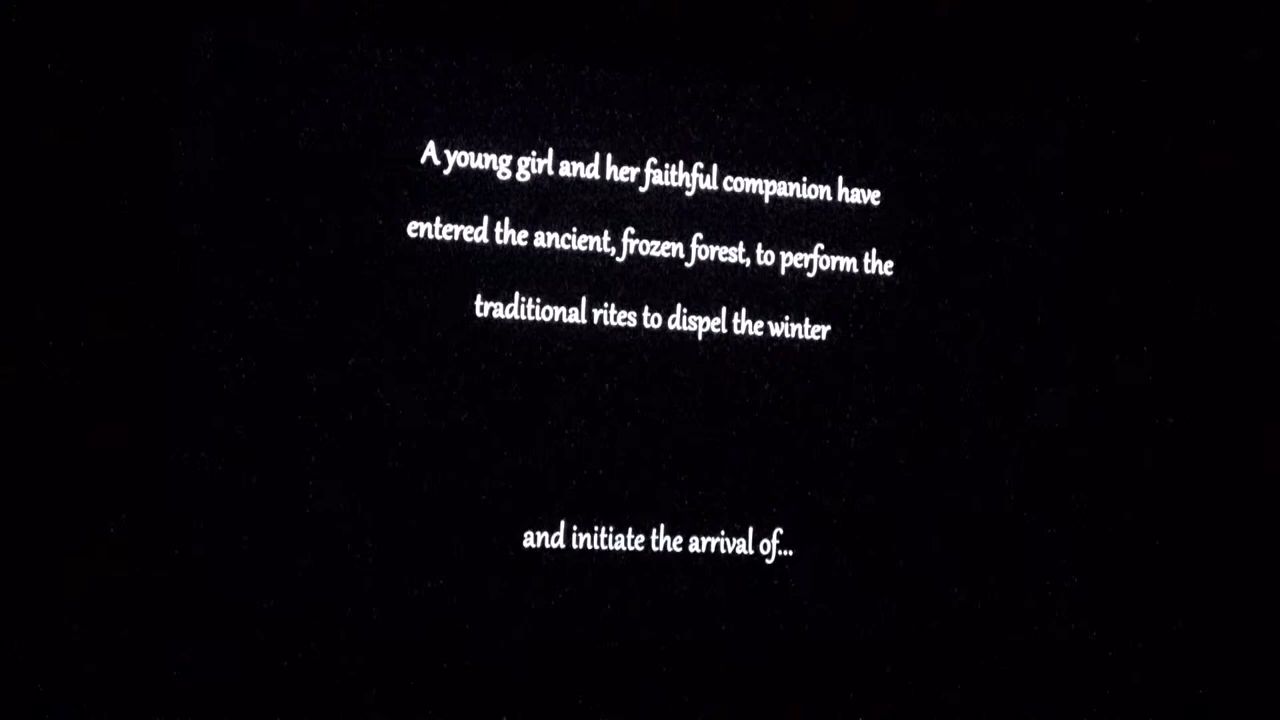 A young girl and her faithful companion have
entered the ancient, frozen forest, to perform the
traditional rites to dispel the winter
and initiate the arrival of...